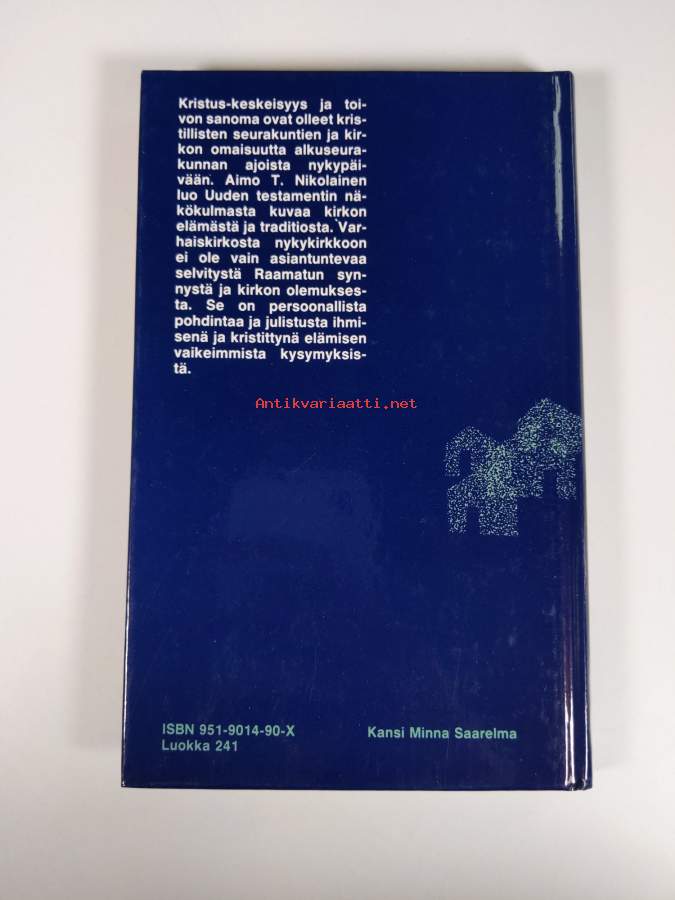 Kristus-keskeisyys ja toi-
von sanoma ovat olleet kris-
tillisten seurakuntien ja kir-
kon omaisuutta alkuseura-
kunnan ajoista nykypäi-
vään. Aimo T. Nikolainen
luo Uuden testamentin nä-
kökulmasta kuvaa kirkon
elämästä ja traditiosta. Var-
haiskirkosta nykykirkkoon
ei ole vain asiantuntevaa
selvitystä Raamatun syn-
nystä ja kirkon olemukses-
ta. Se on persoonallista
pohdintaa ja julistusta ihmi-
senä ja kristittynä elämisen
vaikeimmista kysymyksis-
tä.
Antikvariaatti.net
ISBN 951-9014-90-X
Luokka 241
Kansi Minna Saarelma